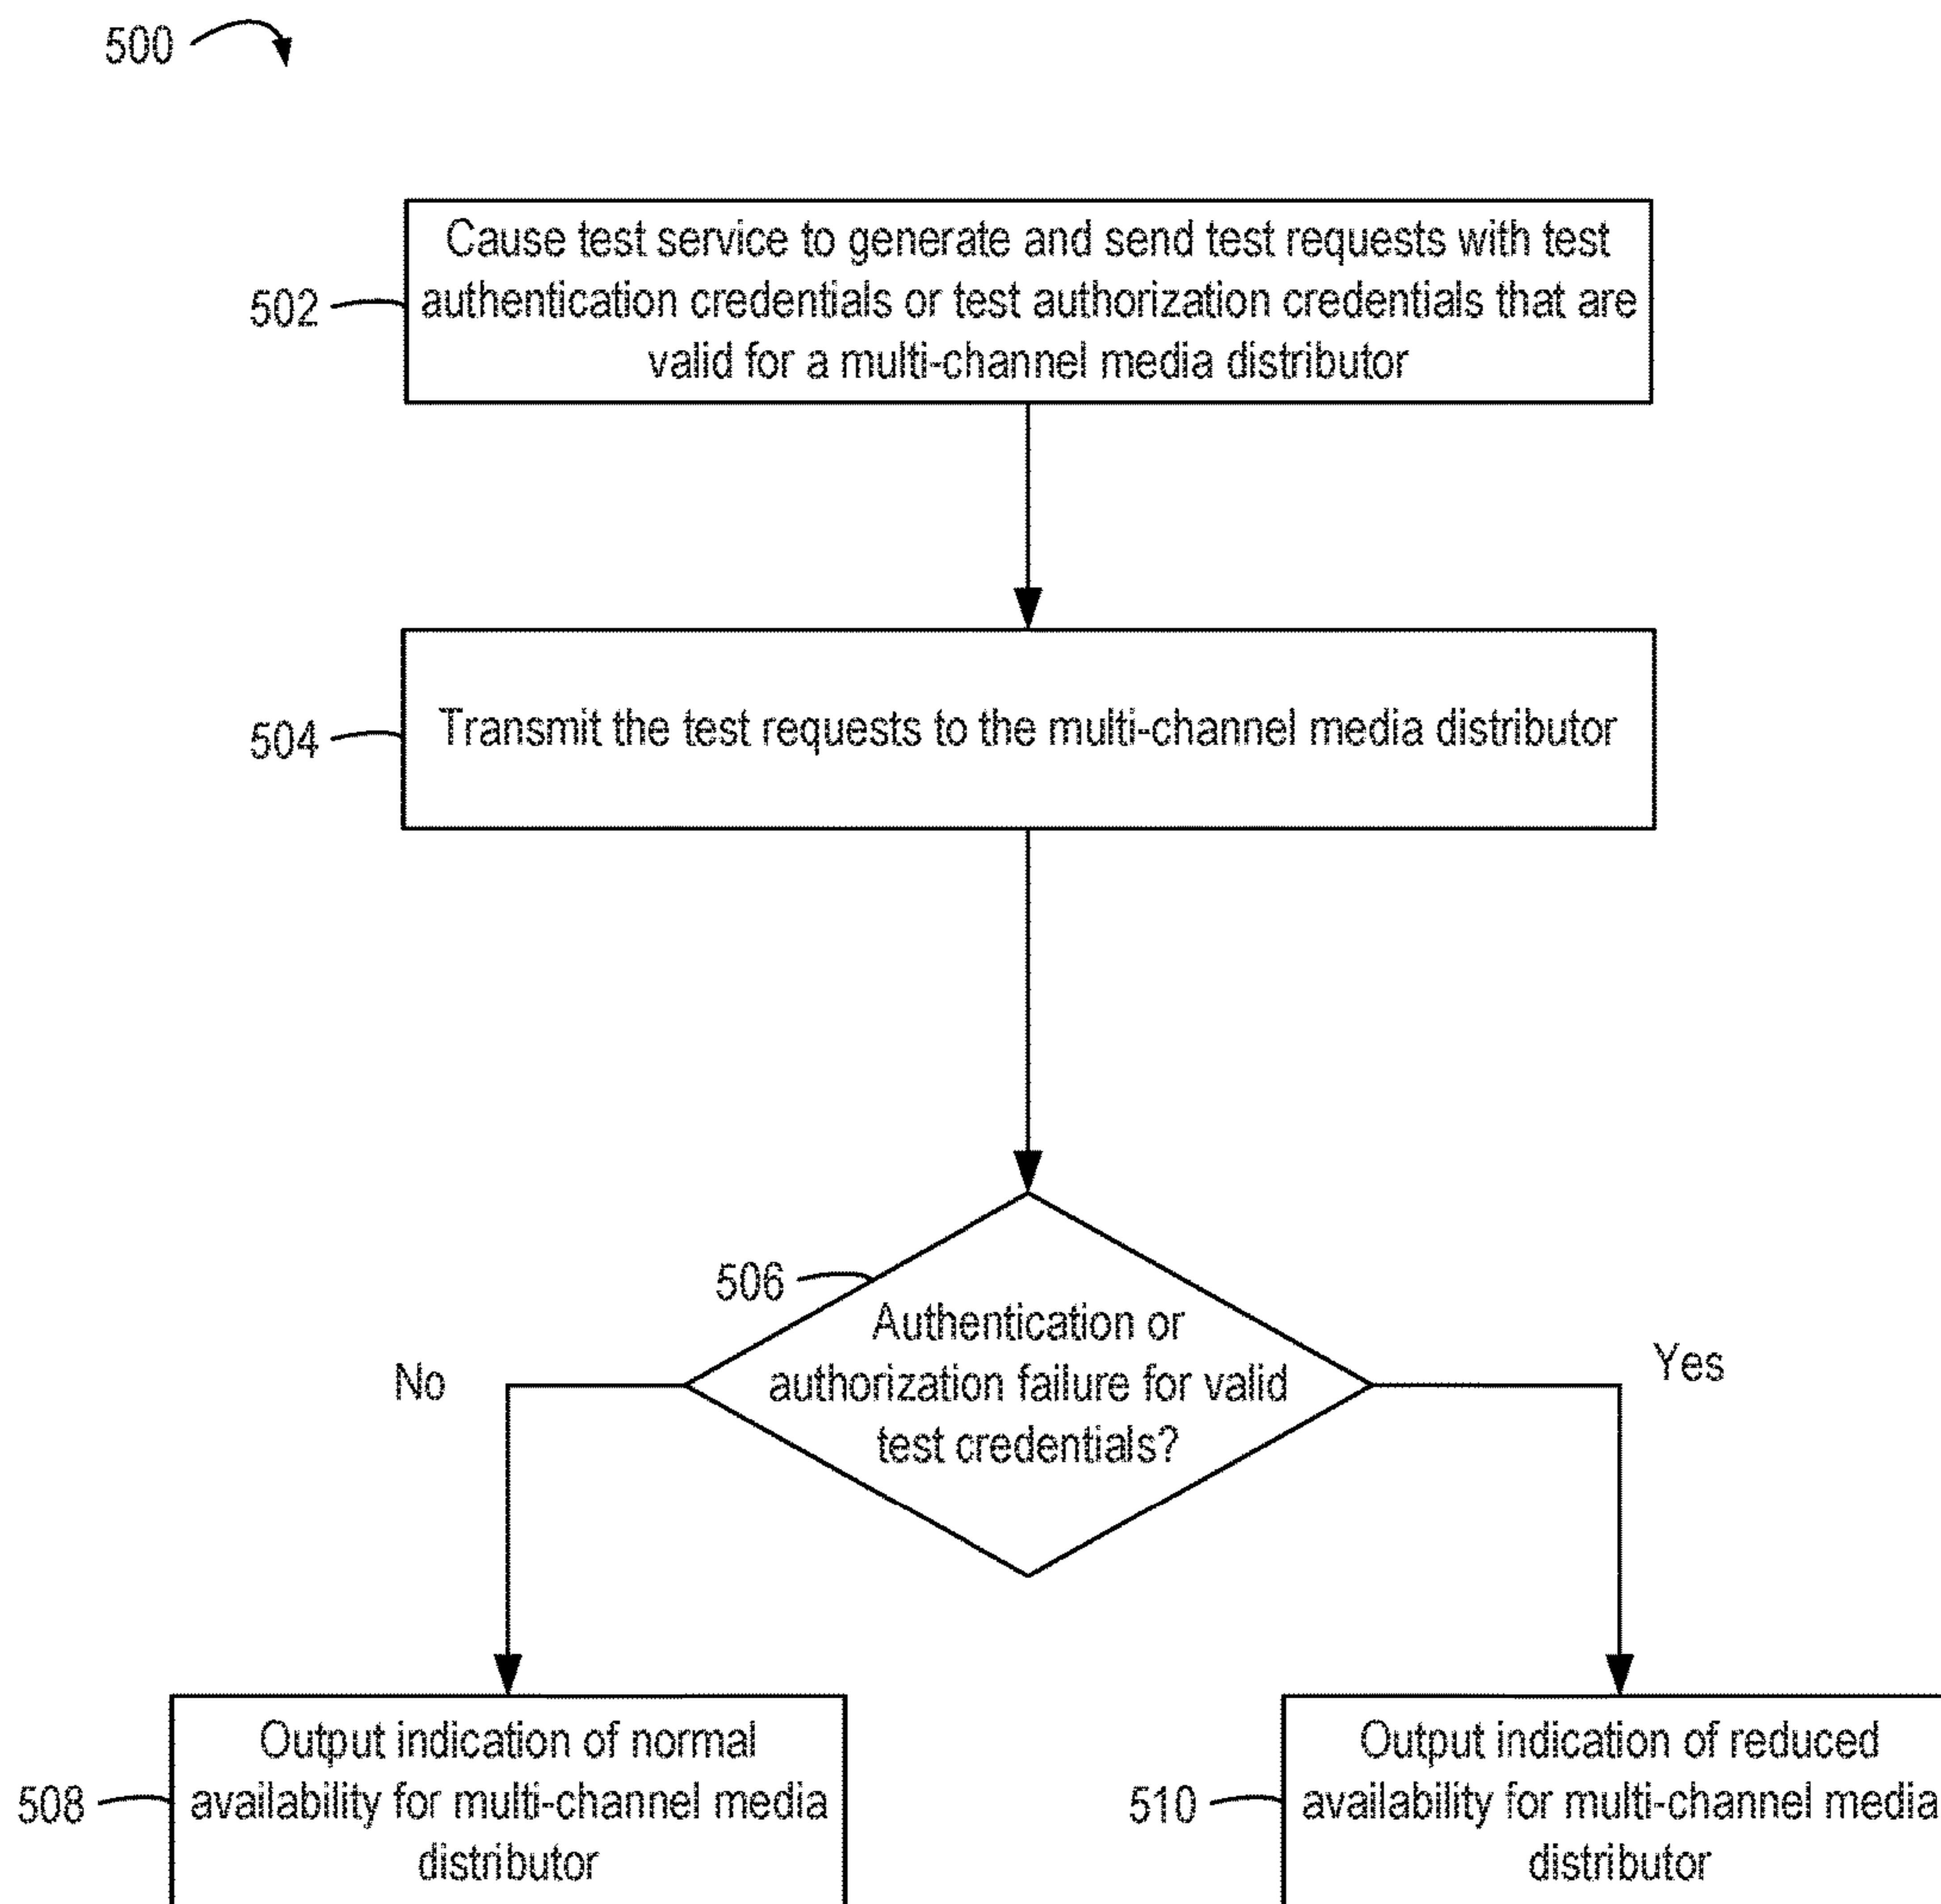 500
Cause test service to generate and send test requests with test
authentication credentials or test authorization credentials that are
valid for a multi-channel media distributor
502
Transmit the test requests to the multi-channel media distributor
504
506
Authentication or
authorization failure for valid
test credentials?
No
Yes
Output indication of normal
availability for multi-channel media
distributor
508
Output indication of reduced
availability for multi-channel media
distributor
510